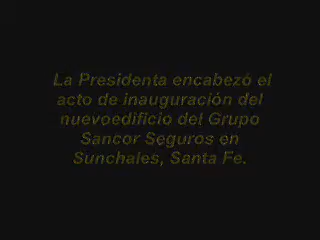 La Presidenta encabezó el
acto de inauguración del
nuevoedificio del Grupo
Sancor Seguros en
Sunchales, Santa Fe.